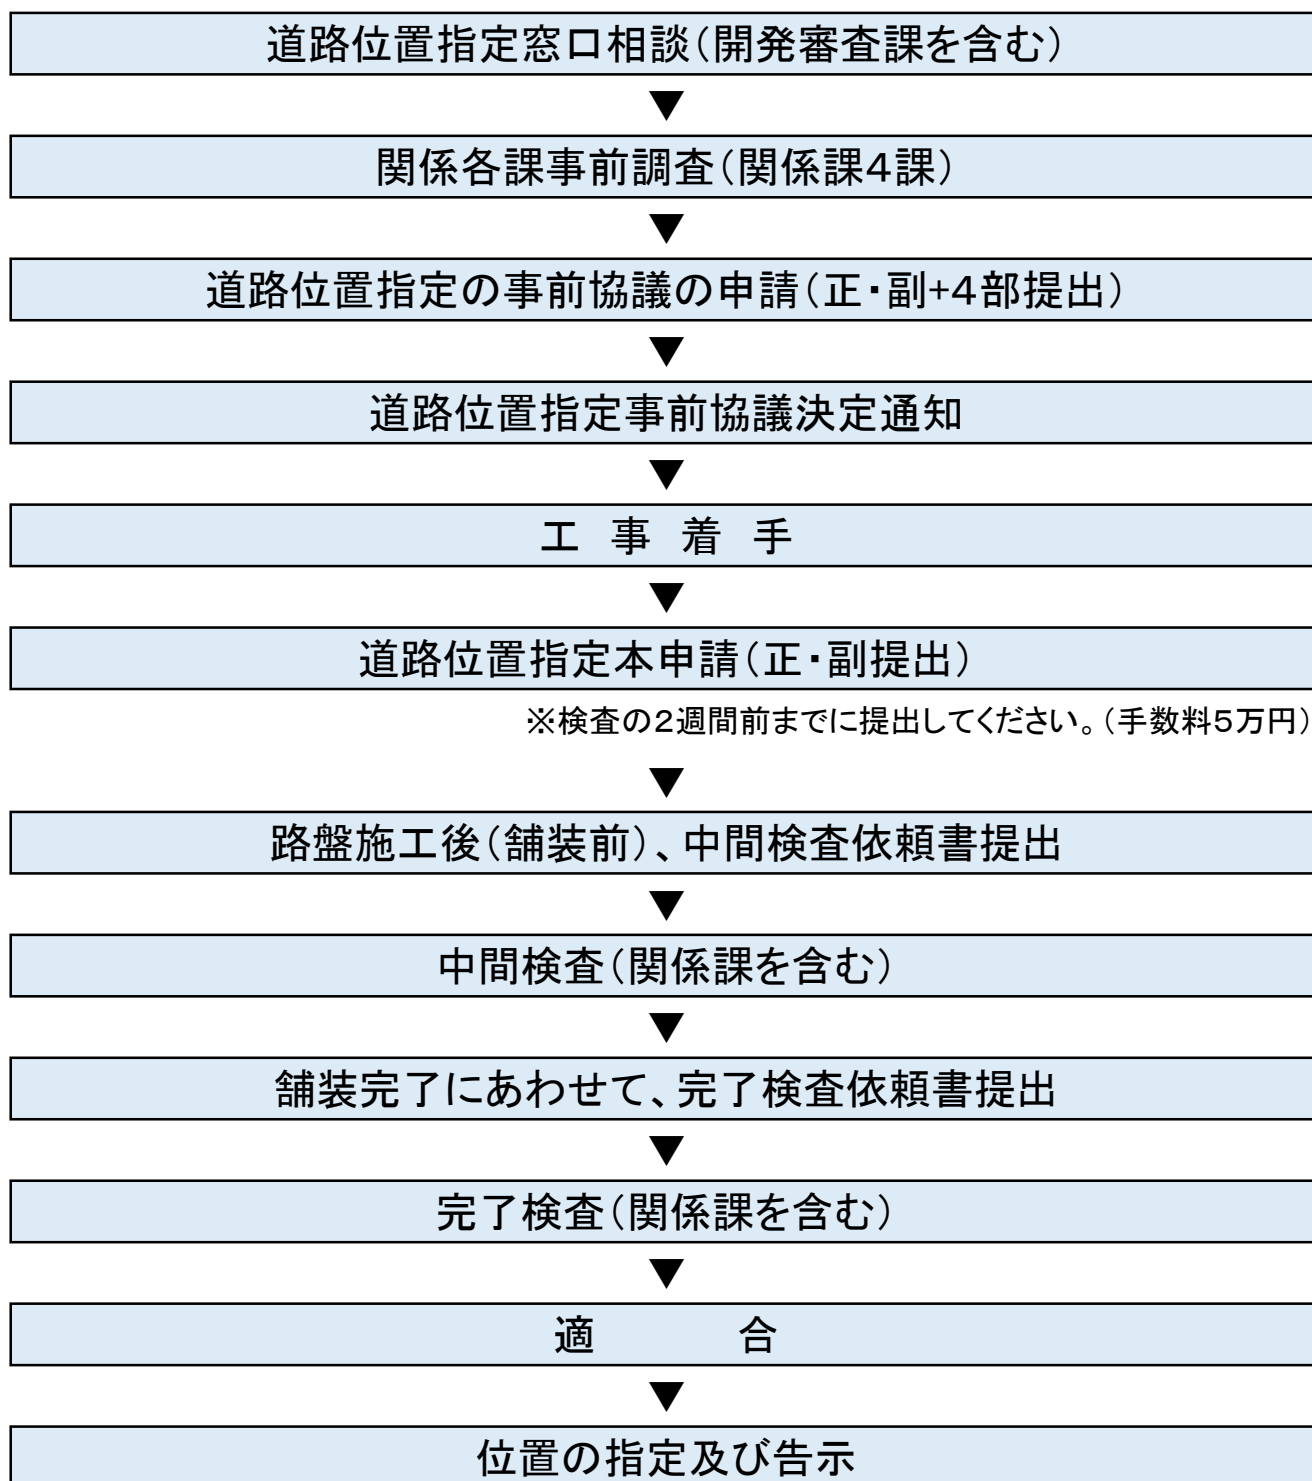 道路位置指定窓口相談（開発審査課を含む）
▼
関係各課事前調査（関係課４課）
▼
道路位置指定の事前協議の申請（正・副+４部提出）
▼
道路位置指定事前協議決定通知
▼
工　事　着　手
▼
道路位置指定本申請（正・副提出）
※検査の２週間前までに提出してください。（手数料５万円）
▼
路盤施工後（舗装前）、中間検査依頼書提出
▼
中間検査（関係課を含む）
▼
舗装完了にあわせて、完了検査依頼書提出
▼
完了検査（関係課を含む）
▼
適　　　合
▼
位置の指定及び告示